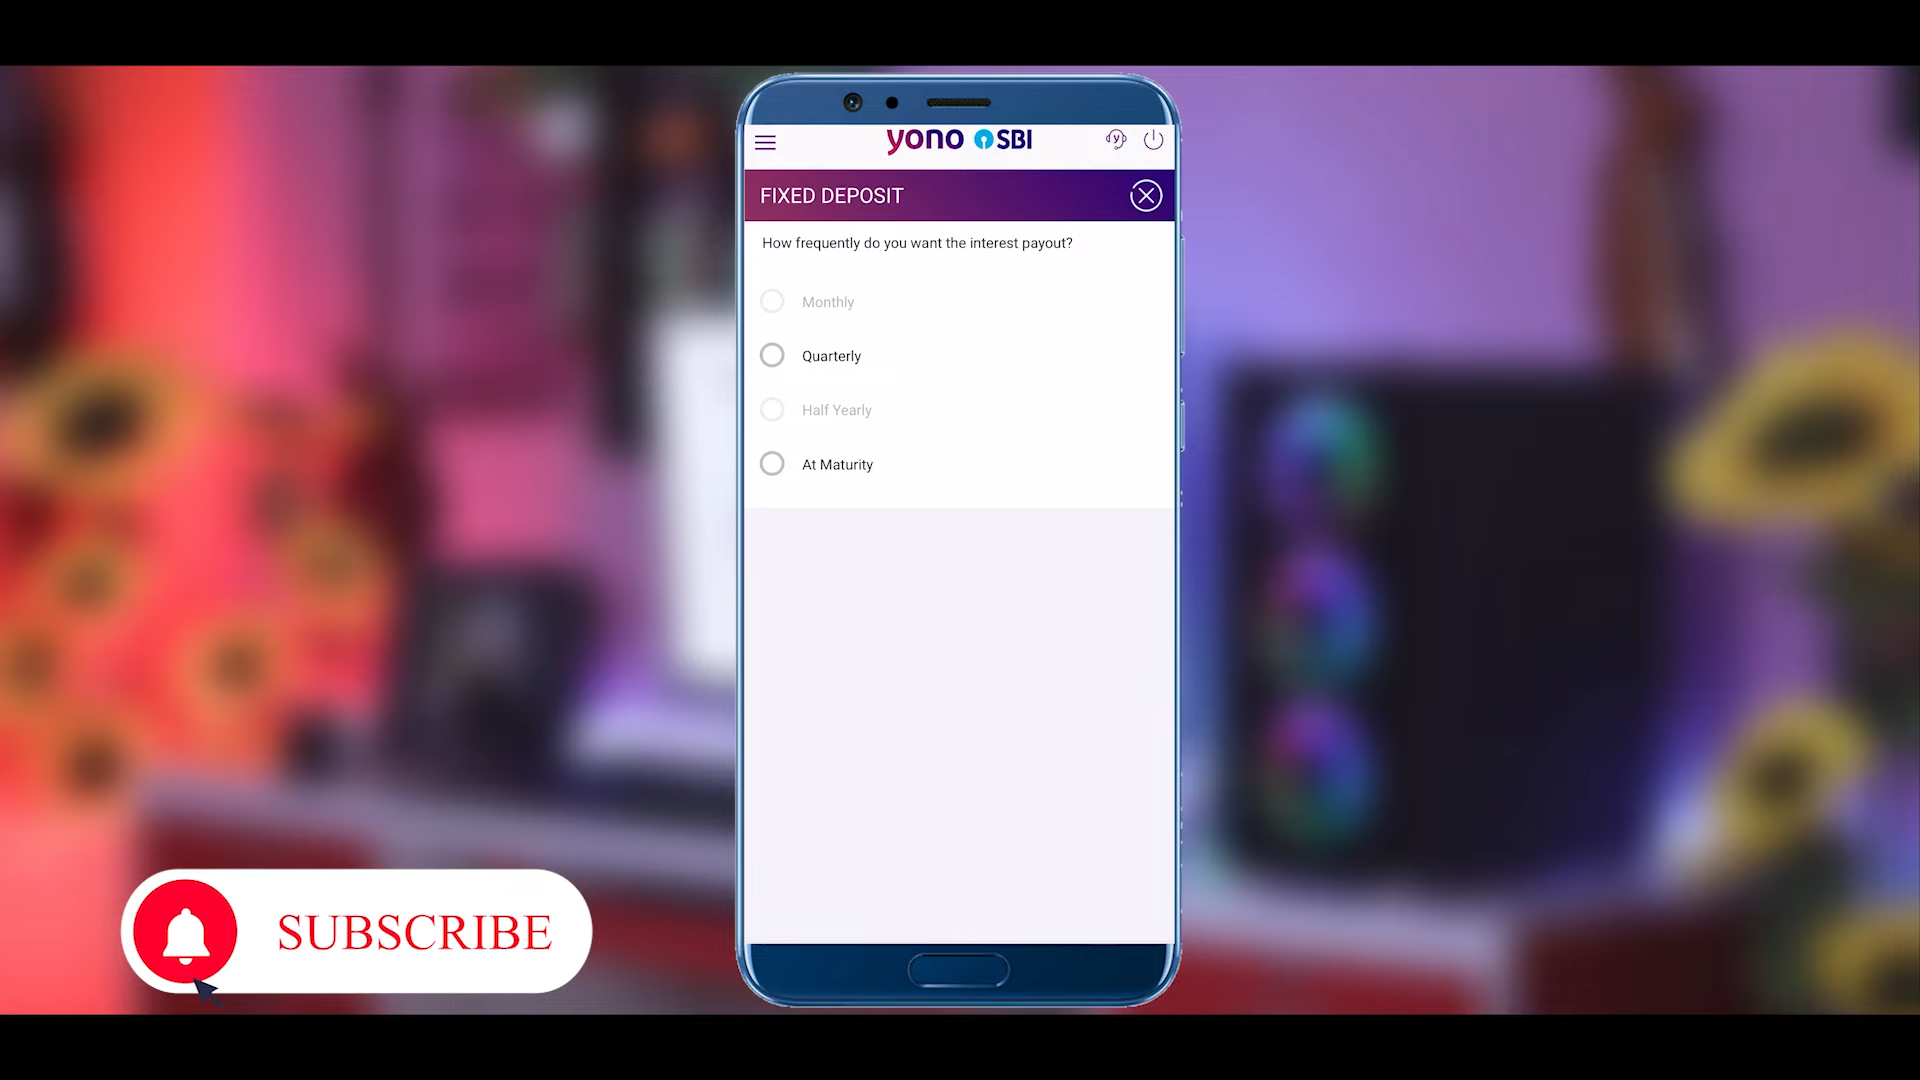 yono SBI
FIXED DEPOSIT
How frequently do you want the interest payout?
Monthly
Quarterly
Half Yearly
At Maturity
SUBSCRIBE